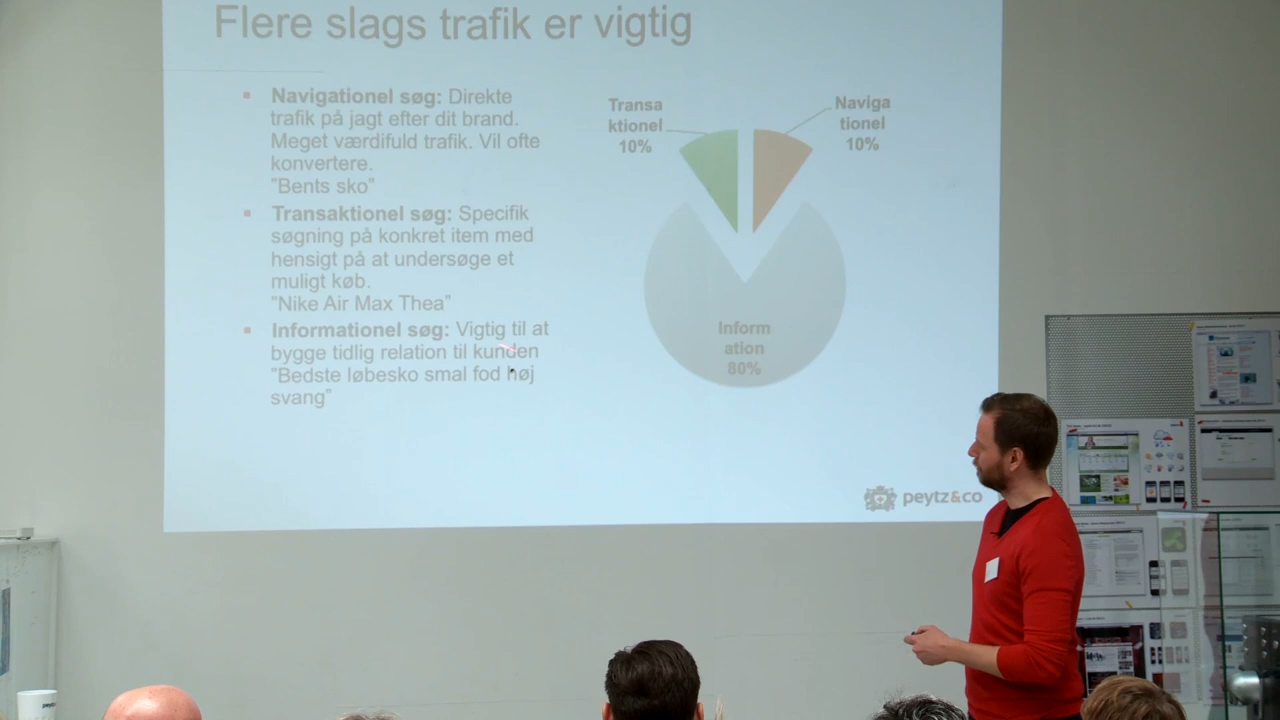 Flere slags trafik er vigtig
Navigationel søg: Direkte
trafik på jagt efter dit brand.
Meget værdifuld trafik. Vil ofte
konvertere.
”Bents sko”
Transaktionel søg: Specifik
søgning på konkret item med
hensigt på at undersøge et
muligt køb.
”Nike Air Max Thea”
Informationel søg: Vigtig til at
bygge tidlig relation til kunden
”Bedste løbesko smal fod høj
svang”
Transa
ktionel
10%
Naviga
tionel
10%
Inform
ation
80%
peytz&co